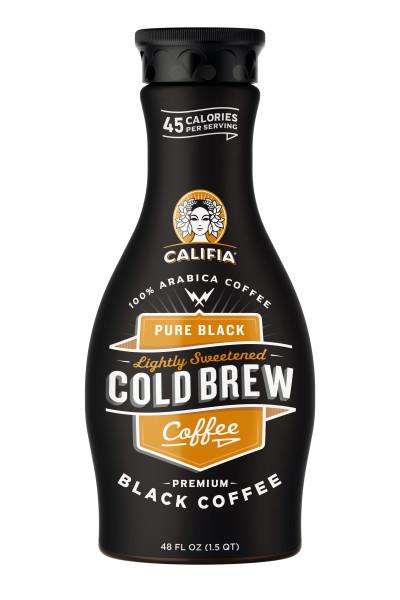 45 CALORIES
PER SERVING
CALIFIA
100% ARABICA COFFEE
PURE BLACK
Lightly Sweetened
COLD BREW
Coffee
PREMIUM
BLACK COFFEE
48 FL OZ (1.5 QT)